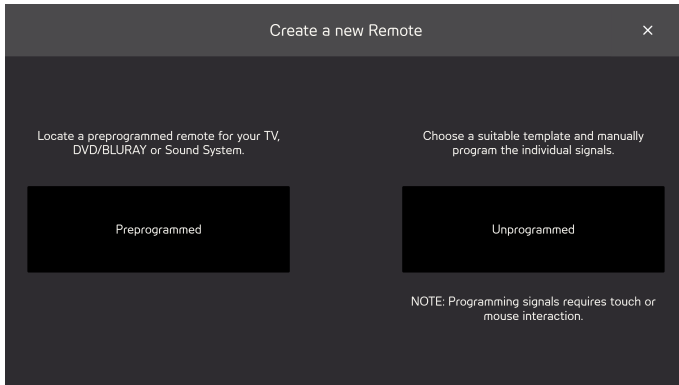 Create a new Remote
Locate a preprogrammed remote for your TV,
DVD/BLURAY or Sound System.
Preprogrammed
Choose a suitable template and manually
program the individual signals.
Unprogrammed
NOTE: Programming signals requires touch or
mouse interaction.